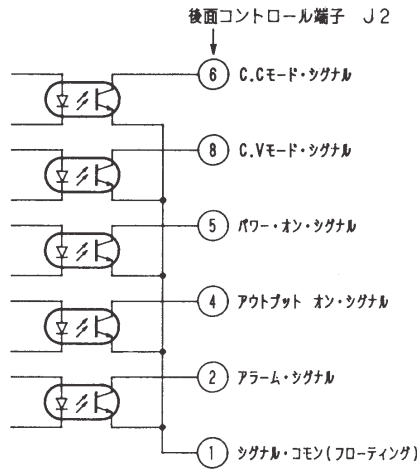 後面コントロール端子 J2
6 C.Cモード・シグナル
8 C.Vモード・シグナル
5 パワー・オン・シグナル
4 アウトプット オン・シグナル
2 アラーム・シグナル
1 シグナル・コモン(フローティング)